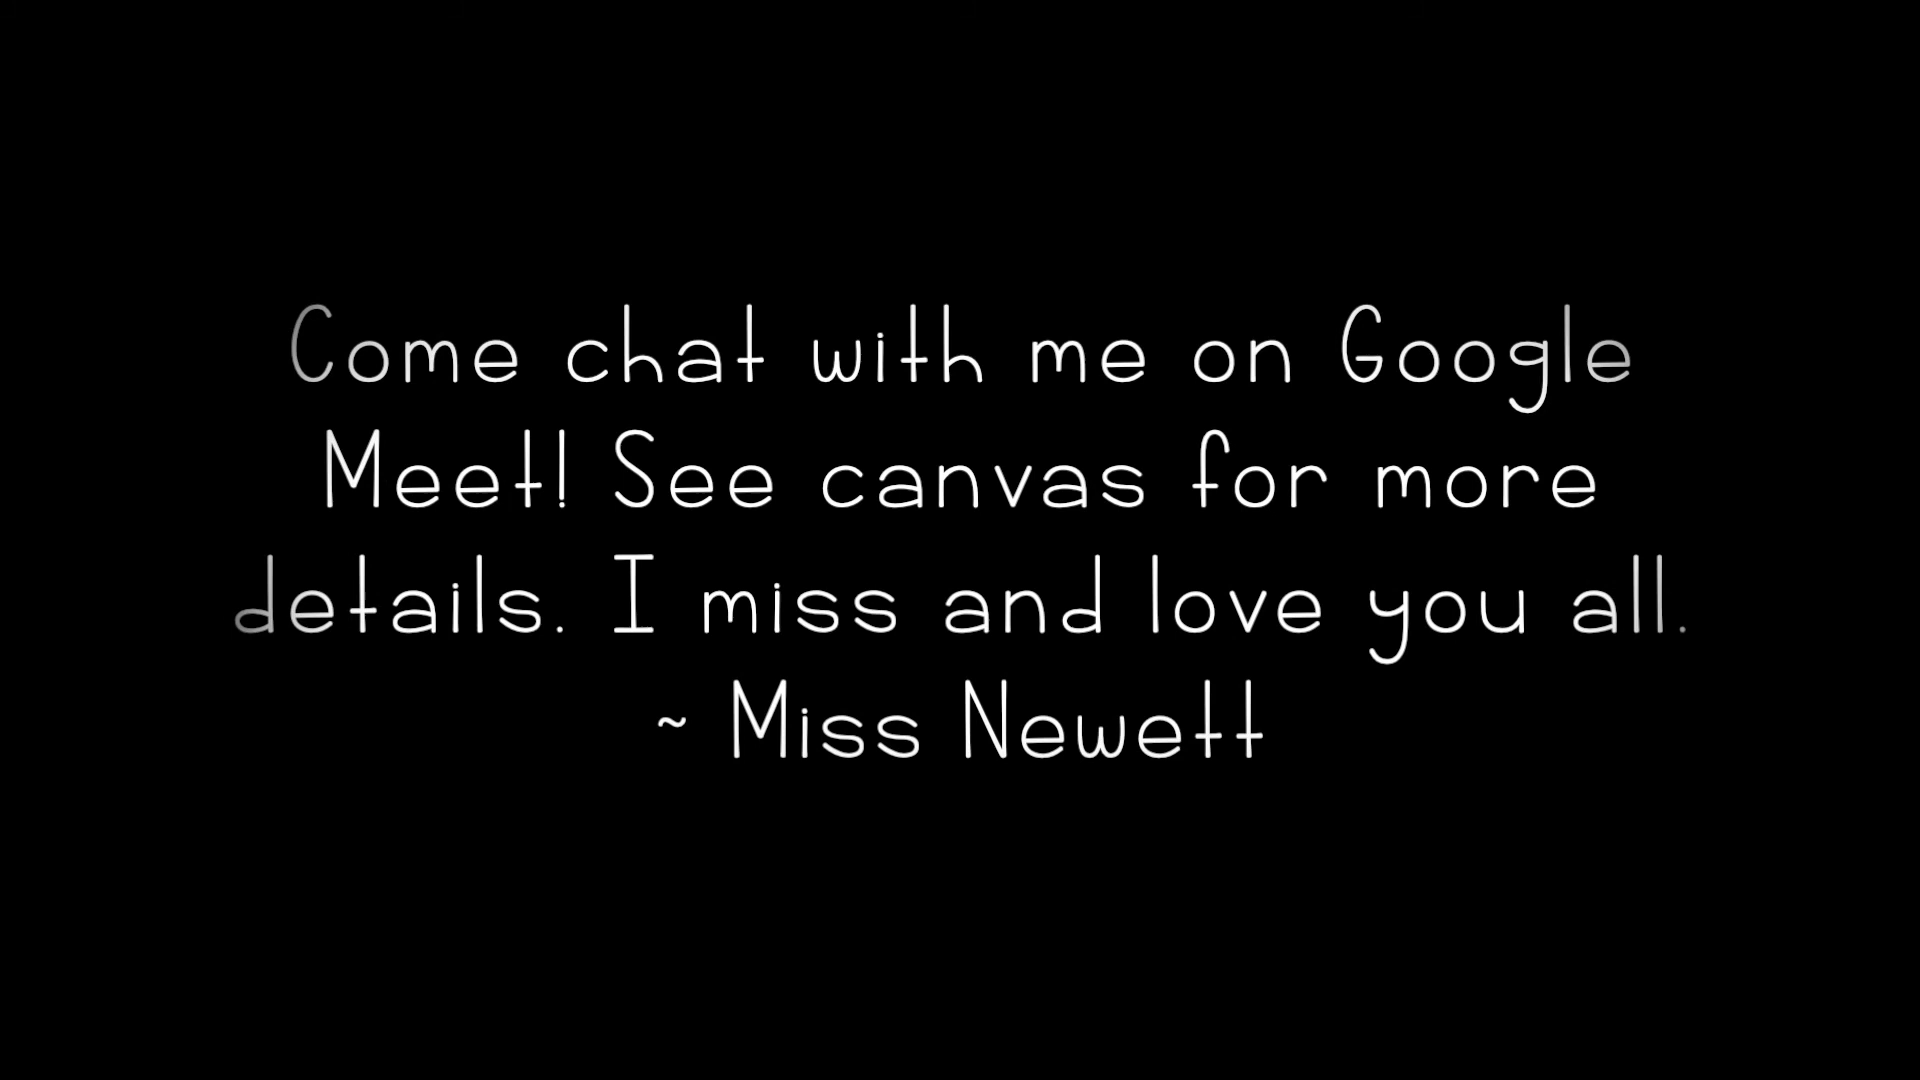 Come chat with me on Google
Meet! See canvas for more
details. I miss and love you all.
~ Miss Newett